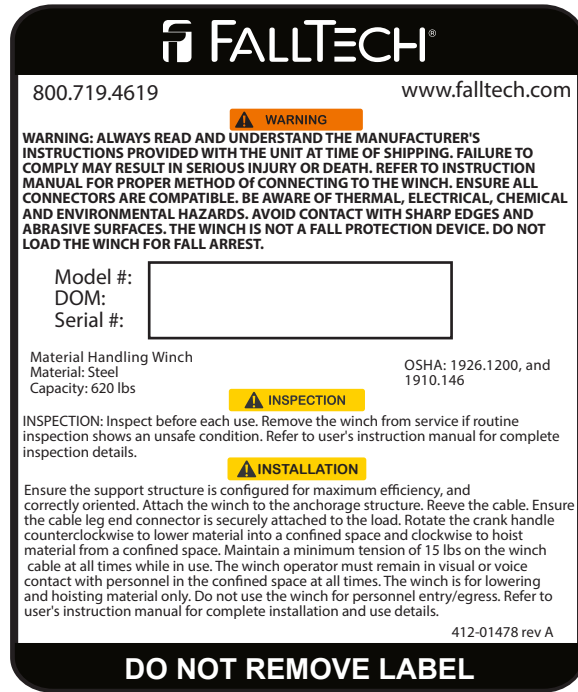 FALLTECH®
800.719.4619
www.falltech.com
WARNING
WARNING: ALWAYS READ AND UNDERSTAND THE MANUFACTURER'S
INSTRUCTIONS PROVIDED WITH THE UNIT AT TIME OF SHIPPING. FAILURE TO
COMPLY MAY RESULT IN SERIOUS INJURY OR DEATH. REFER TO INSTRUCTION
MANUAL FOR PROPER METHOD Of CONNECTING TO THE WINCH. ENSURE ALL
CONNECTORS ARE COMPATIBLE. BE AWARE OF THERMAL, ELECTRICAL, CHEMICAL
AND ENVIRONMENTAL HAZARDS. AVOID CONTACT WITH SHARP EDGES AND
ABRASIVE SURFACES. THE WINCH IS NOT A FALL PROTECTION DEVICE. DO NOT
LOAD THE WINCH FOR FALL ARREST.
Model #:
DOM:
Serial #:
Material Handling Winch
Material: Steel
Capacity: 620 lbs
OSHA: 1926.1200, and
1910.146
INSPECTION
INSPECTION: Inspect before each use. Remove the winch from service if routine
inspection shows an unsafe condition. Refer to user's instruction manual for complete
inspection details.
INSTALLATION
Ensure the support structure is configured for maximum efficiency, and
correctly oriented. Attach the winch to the anchorage structure. Reeve the cable. Ensure
the cable leg end connector is securely attached to the load. Rotate the crank handle
counterclockwise to lower material into a confined space and clockwise to hoist
material from a confined space. Maintain a minimum tension of 15 lbs on the winch
cable at all times while in use. The winch operator must remain in visual or voice
contact with personnel in the confined space at all times. The winch is for lowering
and hoisting material only. Do not use the winch for personnel entry/egress. Refer to
user's instruction manual for complete installation and use details.
412-01478 rev A
DO NOT REMOVE LABEL